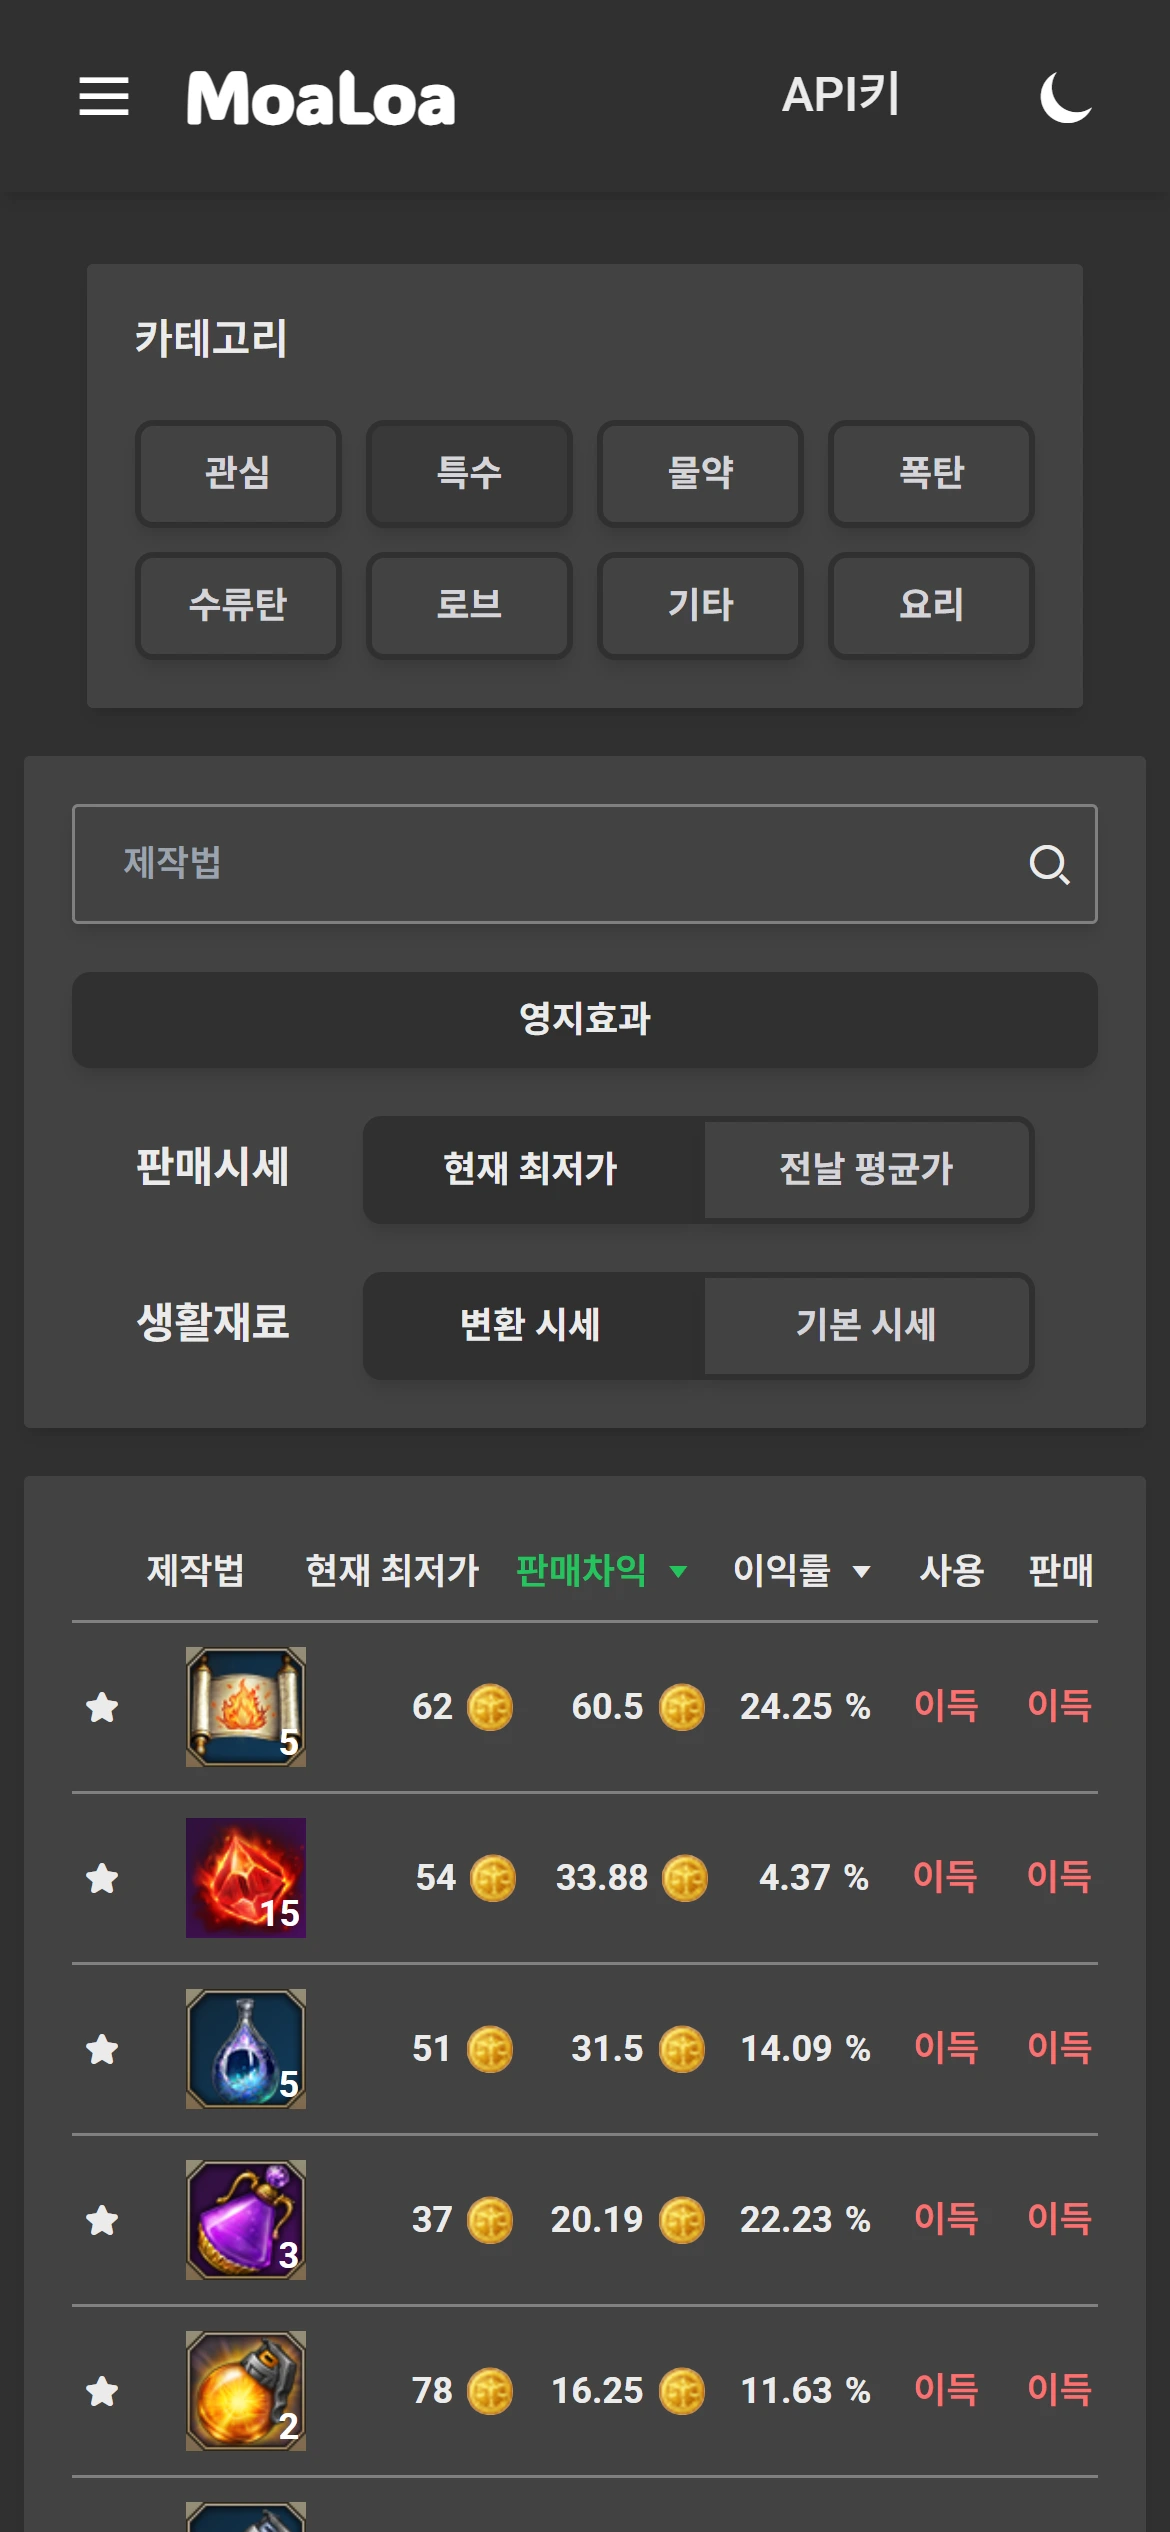 MoaLoa API키
카테고리
관심 특수 물약 폭탄
수류탄 로브 기타 요리
제작법
영지효과
판매시세 현재 최저가 전날 평균가
생활재료 변환 시세 기본 시세
제작법 현재 최저가 판매차익 이익률 사용 판매
5 62 60.5 24.25 % 이득 이득
15 54 33.88 4.37 % 이득 이득
5 51 31.5 14.09 % 이득 이득
3 37 20.19 22.23 % 이득 이득
2 78 16.25 11.63 % 이득 이득